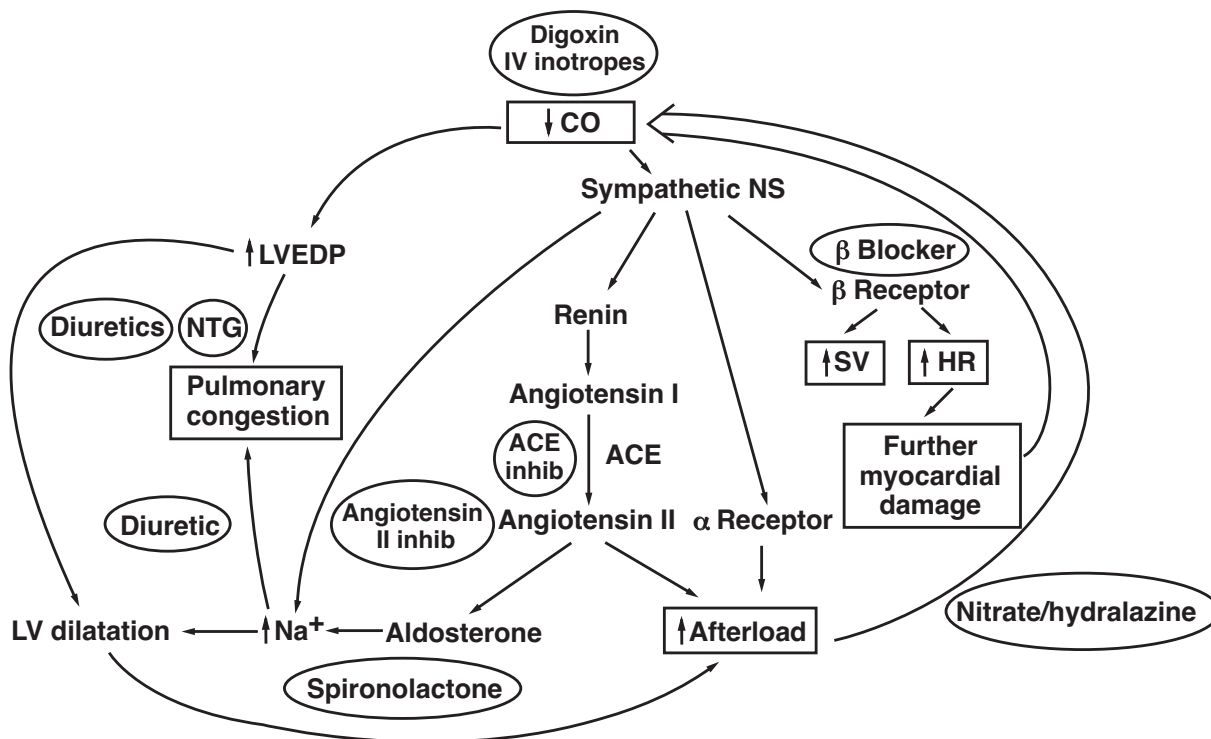 Digoxin
IV inotropes
↓ CO
Sympathetic NS
↑ LVEDP
β Blocker
β Receptor
Diuretics
NTG
Renin
↑ SV
↑ HR
Pulmonary
congestion
Angiotensin I
ACE
inhib
ACE
Further
myocardial
damage
Diuretic
Angiotensin
II inhib
Angiotensin II
α Receptor
Nitrate/hydralazine
LV dilatation
↑ Na+
Aldosterone
↑ Afterload
Spironolactone